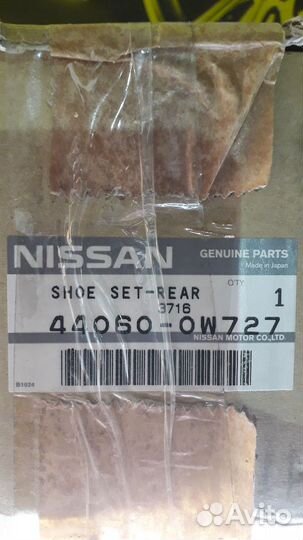 NISSAN GENUINE PARTS
Made in Japan
SHOE SET-REAR QTY 1
3716
44060-0W727
NISSAN MOTOR CO.,LTD.
B1024
Avito